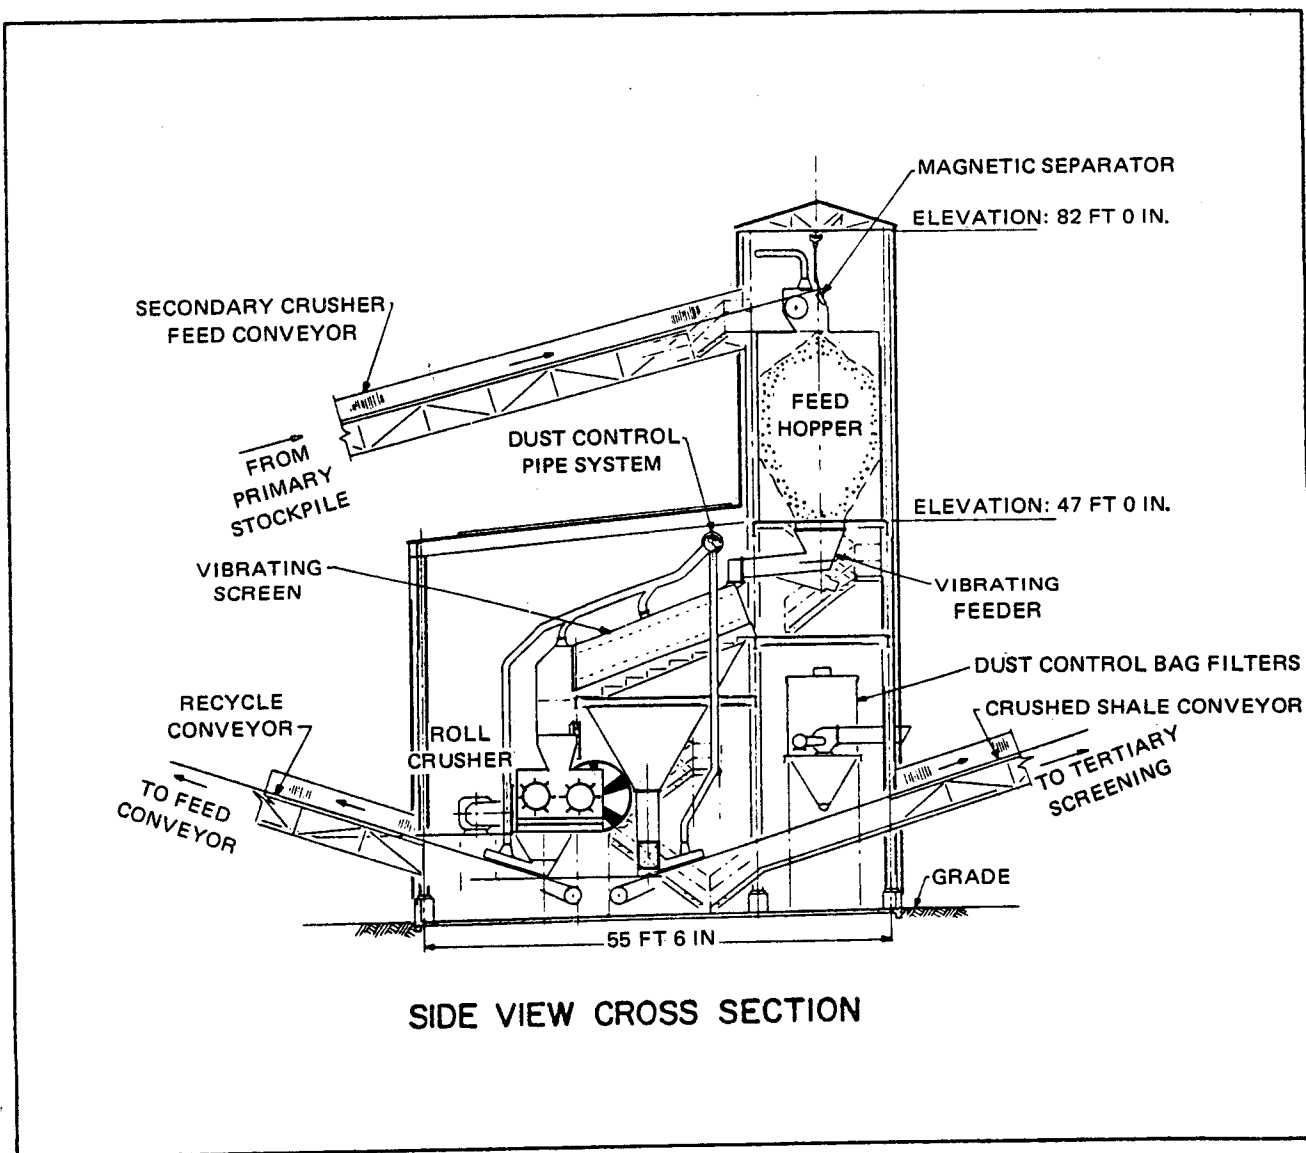 MAGNETIC SEPARATOR
ELEVATION: 82 FT 0 IN.
SECONDARY CRUSHER
FEED CONVEYOR
FEED
HOPPER
DUST CONTROL
PIPE SYSTEM
FROM
PRIMARY
STOCKPILE
ELEVATION: 47 FT 0 IN.
VIBRATING
SCREEN
VIBRATING
FEEDER
DUST CONTROL BAG FILTERS
RECYCLE
CONVEYOR
CRUSHED SHALE CONVEYOR
ROLL
CRUSHER
TO FEED
CONVEYOR
TO TERTIARY
SCREENING
GRADE
55 FT 6 IN
SIDE VIEW CROSS SECTION